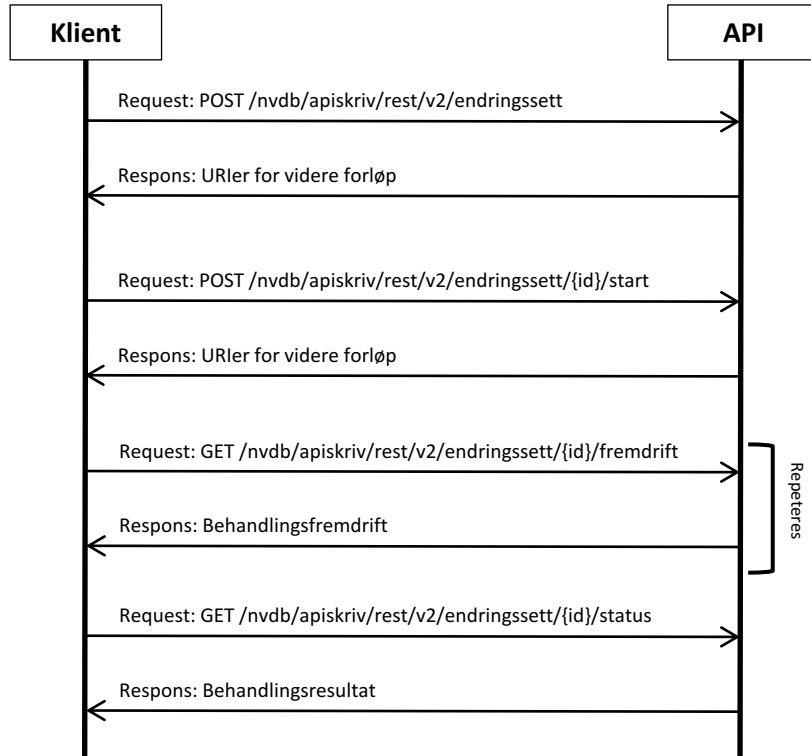 Klient
API
Request: POST /nvdb/apiskriv/rest/v2/endringssett
Respons: URIer for videre forløp
Request: POST /nvdb/apiskriv/rest/v2/endringssett/{id}/start
Respons: URIer for videre forløp
Request: GET /nvdb/apiskriv/rest/v2/endringssett/{id}/fremdrift
Repeteres
Respons: Behandlingsfremdrift
Request: GET /nvdb/apiskriv/rest/v2/endringssett/{id}/status
Respons: Behandlingsresultat